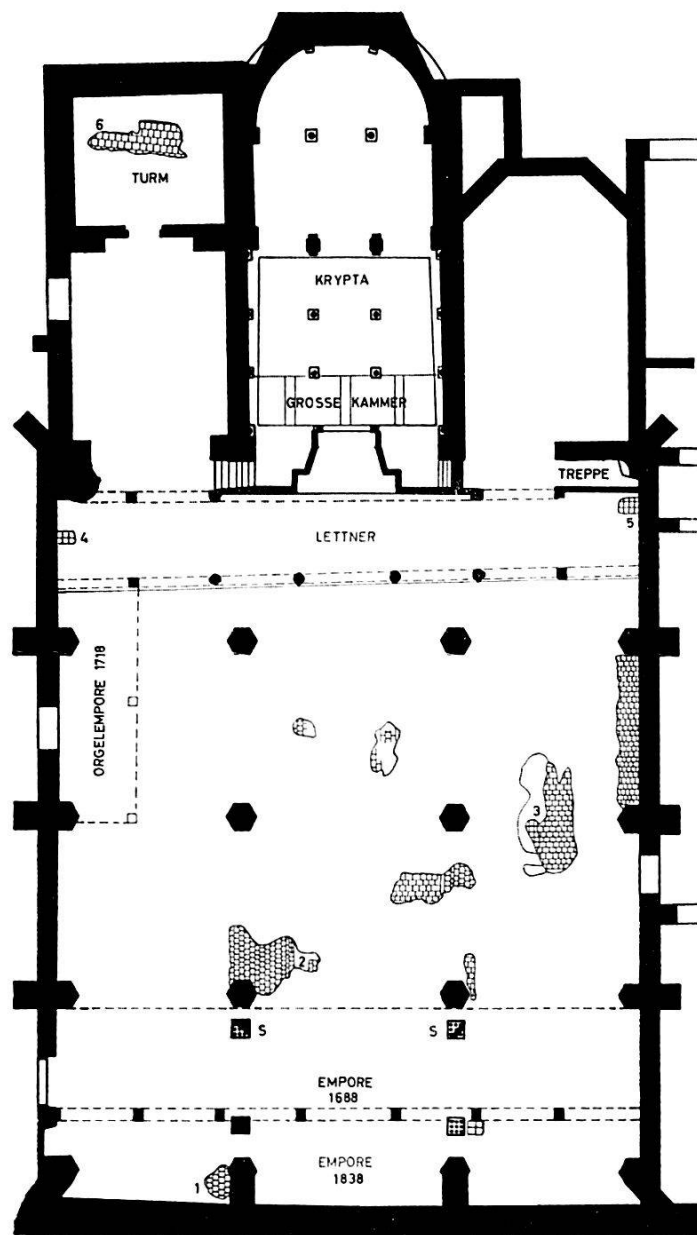 6
TURM
KRYPTA
GROSSE KAMMER
TREPPE
4
LETTNER
5
ORGELEMPORE 1718
3
2
S
S
EMPORE
1688
EMPORE
1838
1